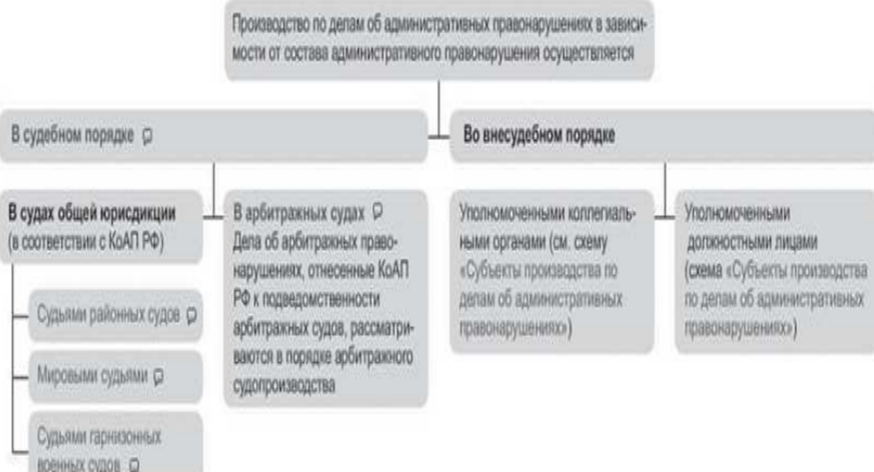 Производство по делам об административных правонарушениях в зависи-
мости от состава административного правонарушения осуществляется
В судебном порядке
Во внесудебном порядке
В судах общей юрисдикции
(в соответствии с КоАП РФ)
Судьями районных судов
Мировыми судьями
Судьями гарнизонных
военных судов
В арбитражных судах
Дела об арбитражных право-
нарушениях, отнесенные КоАП
РФ к подведомственности
арбитражных судов, рассматри-
ваются в порядке арбитражного
судопроизводства
Уполномоченными коллегиаль-
ными органами (см. схему
«Субъекты производства по
делам об административных
правонарушениях»)
Уполномоченными
должностными лицами
(схема «Субъекты производства
по делам об административных
правонарушениях»)